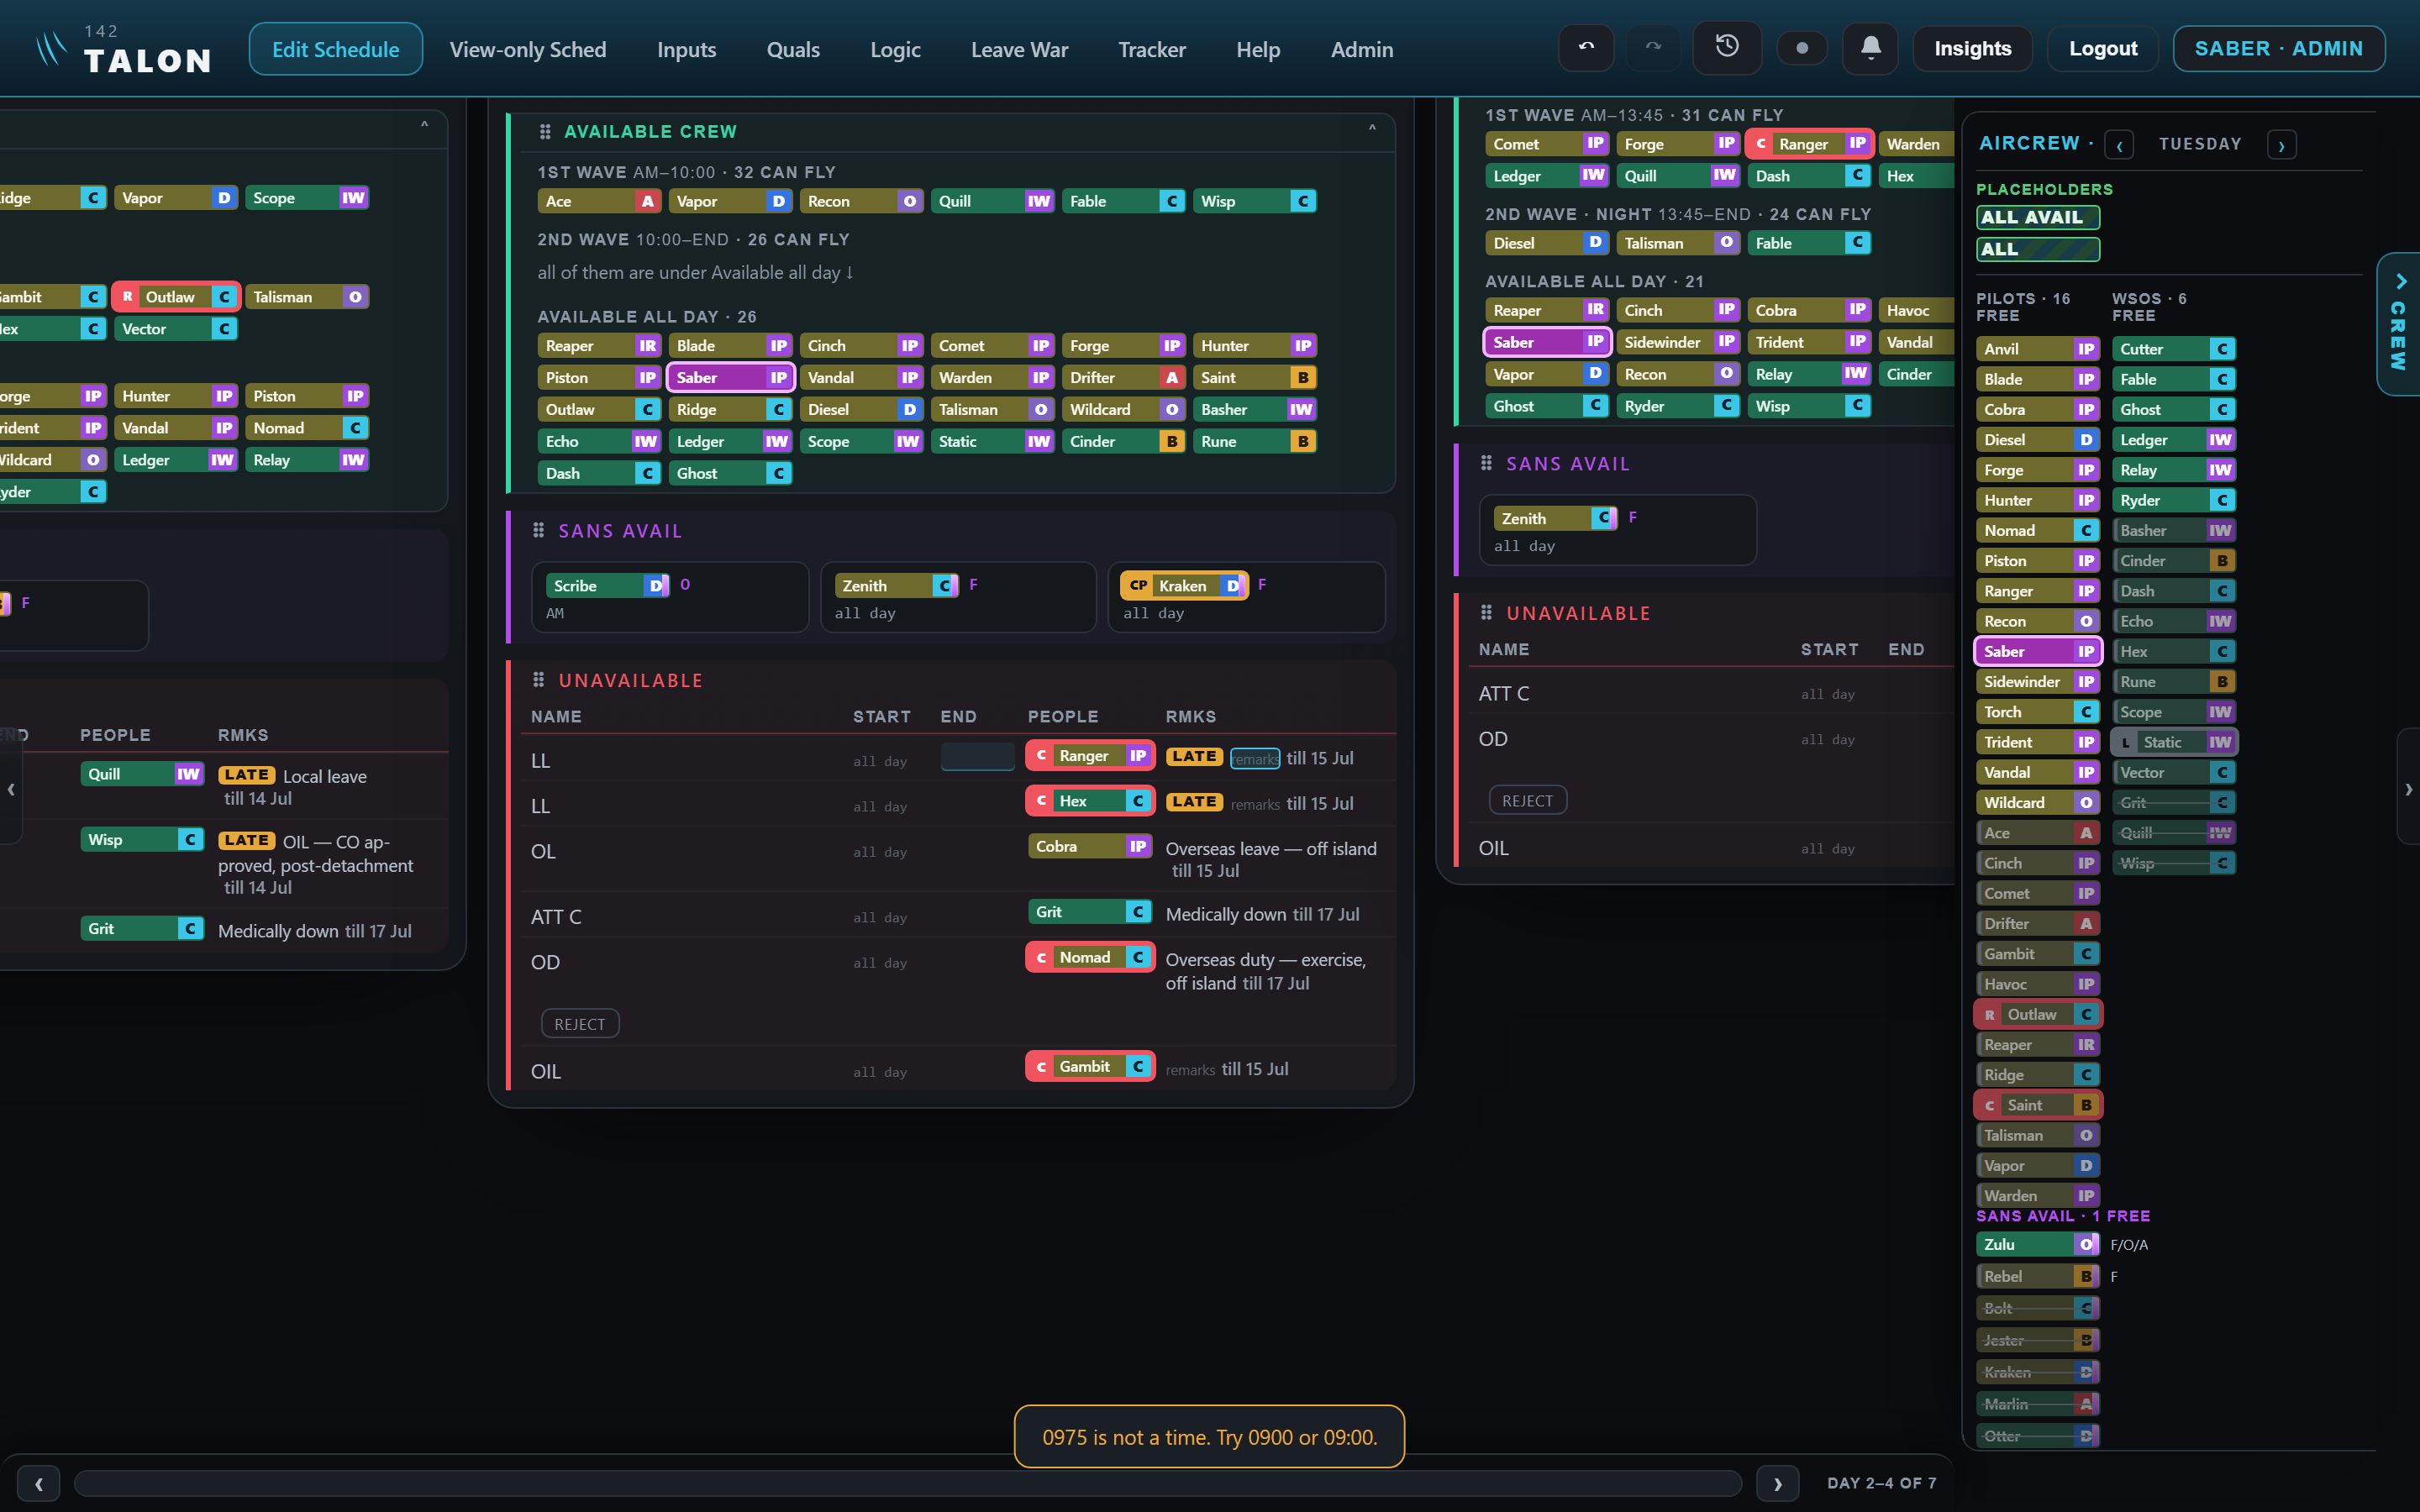 142
TALON
Edit Schedule
View-only Sched
Inputs
Quals
Logic
Leave War
Tracker
Help
Admin
Insights
Logout
SABER · ADMIN
Vapor D
Scope IW
R Outlaw C
Talisman O
C
Vector C
IP
Hunter IP
Piston IP
IP
Vandal IP
Nomad C
O
Ledger IW
Relay IW
C
F
PEOPLE
RMKS
Quill IW
LATE Local leave
till 14 Jul
Wisp C
LATE OIL — CO ap-
proved, post-detachment
till 14 Jul
Grit C
Medically down till 17 Jul
AVAILABLE CREW
1ST WAVE AM–10:00 · 32 CAN FLY
Ace A
Vapor D
Recon O
Quill IW
Fable C
Wisp C
2ND WAVE 10:00–END · 26 CAN FLY
all of them are under Available all day ↓
AVAILABLE ALL DAY · 26
Reaper IR
Blade IP
Cinch IP
Comet IP
Forge IP
Hunter IP
Piston IP
Saber IP
Vandal IP
Warden IP
Drifter A
Saint B
Outlaw C
Ridge C
Diesel D
Talisman O
Wildcard O
Basher IW
Echo IW
Ledger IW
Scope IW
Static IW
Cinder B
Rune B
Dash C
Ghost C
SANS AVAIL
Scribe D O
AM
Zenith C F
all day
CP Kraken D F
all day
UNAVAILABLE
NAME START END PEOPLE RMKS
LL all day C Ranger IP LATE remarks till 15 Jul
LL all day C Hex C LATE remarks till 15 Jul
OL all day Cobra IP Overseas leave — off island
till 15 Jul
ATT C all day Grit C Medically down till 17 Jul
OD all day C Nomad C Overseas duty — exercise,
off island till 17 Jul
REJECT
OIL all day C Gambit C remarks till 15 Jul
1ST WAVE AM–13:45 · 31 CAN FLY
Comet IP
Forge IP
C Ranger IP
Warden
Ledger IW
Quill IW
Dash C
Hex
2ND WAVE · NIGHT 13:45–END · 24 CAN FLY
Diesel D
Talisman O
Fable C
AVAILABLE ALL DAY · 21
Reaper IR
Cinch IP
Cobra IP
Havoc
Saber IP
Sidewinder IP
Trident IP
Vandal
Vapor D
Recon O
Relay IW
Cinder
Ghost C
Ryder C
Wisp C
SANS AVAIL
Zenith C F
all day
UNAVAILABLE
NAME START END
ATT C all day
OD all day
REJECT
OIL all day
AIRCREW · ‹ TUESDAY ›
PLACEHOLDERS
ALL AVAIL
ALL
PILOTS · 16
FREE
WSOS · 6
FREE
Anvil IP
Blade IP
Cobra IP
Diesel D
Forge IP
Hunter IP
Nomad C
Piston IP
Ranger IP
Recon O
Saber IP
Sidewinder IP
Torch C
Trident IP
Vandal IP
Wildcard O
Ace A
Cinch IP
Comet IP
Drifter A
Gambit C
Havoc IP
R Outlaw C
Reaper IR
Ridge C
C Saint B
Talisman O
Vapor D
Warden IP
Cutter C
Fable C
Ghost C
Ledger IW
Relay IW
Ryder C
Basher IW
Cinder B
Dash C
Echo IW
Hex C
Rune B
Scope IW
L Static IW
Vector C
Grit C
Quill IW
Wisp C
SANS AVAIL · 1 FREE
Zulu O F/O/A
Rebel B F
Bolt C
Jester B
Kraken D
Marlin A
Otter D
CREW
0975 is not a time. Try 0900 or 09:00.
DAY 2–4 OF 7